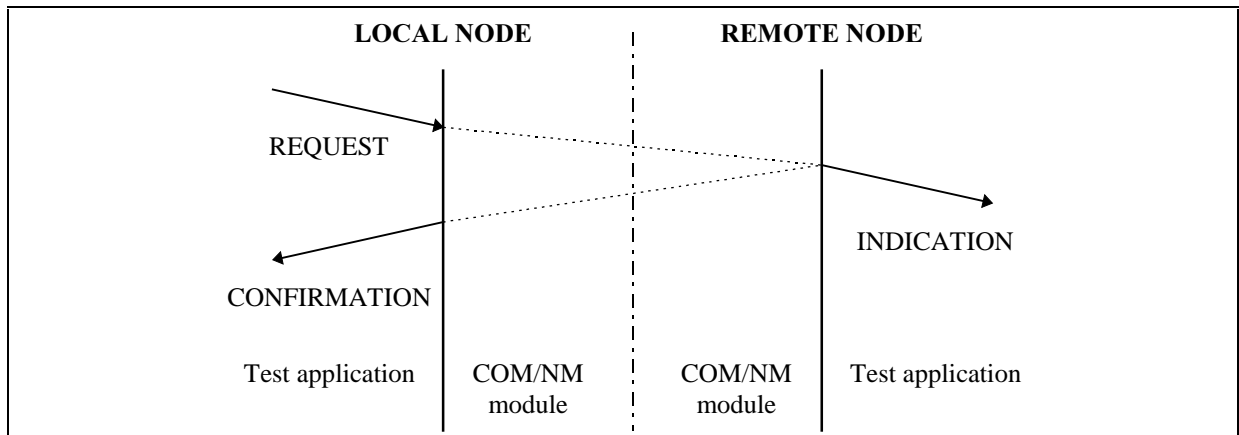 LOCAL NODE
REMOTE NODE
REQUEST
INDICATION
CONFIRMATION
Test application
COM/NM
module
COM/NM
module
Test application